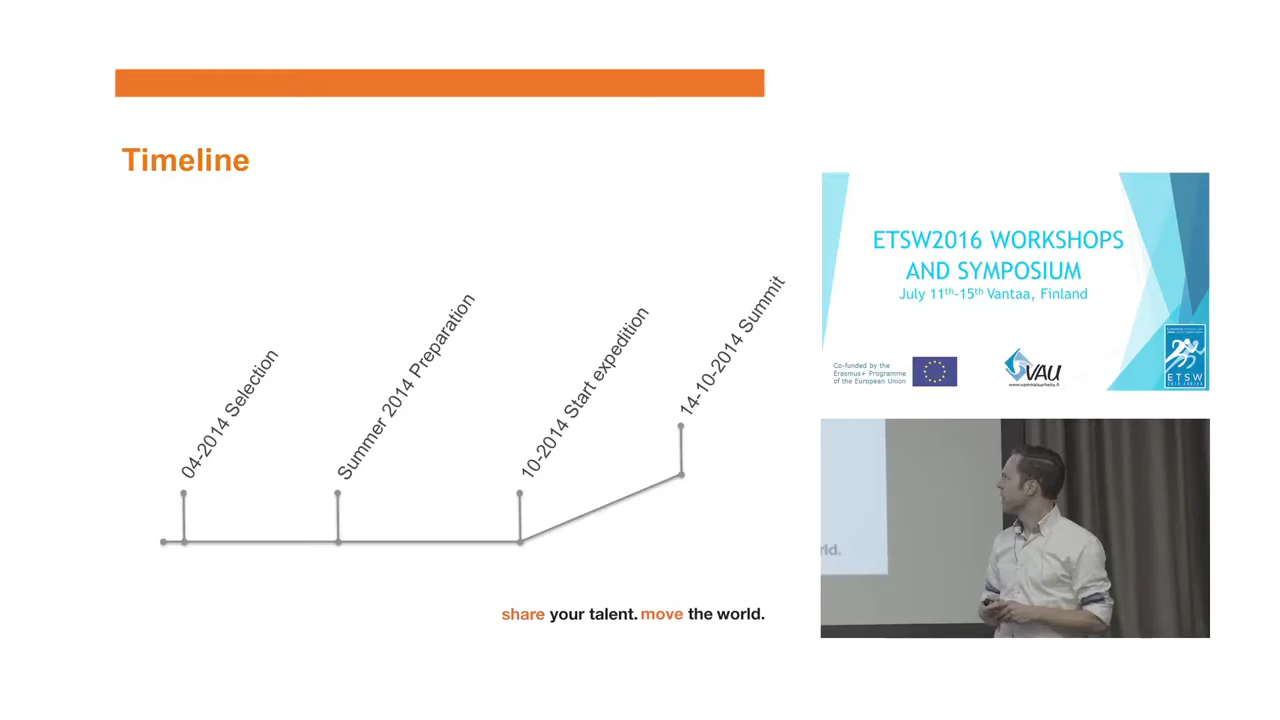 Timeline
04-2014 Selection
Summer 2014 Preparation
10-2014 Start expedition
14-10-2014 Summit
share your talent. move the world.
ETSW2016 WORKSHOPS
AND SYMPOSIUM
July 11th-15th Vantaa, Finland
Co-funded by the
Erasmus+ Programme
of the European Union
VAU
www.vammaisurheilu.fi
ETSW
rld.